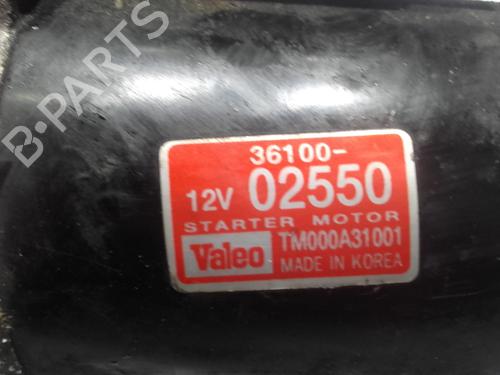 B-PARTS
36100-
12V 02550
STARTER MOTOR
Valeo TM000A31001
MADE IN KOREA